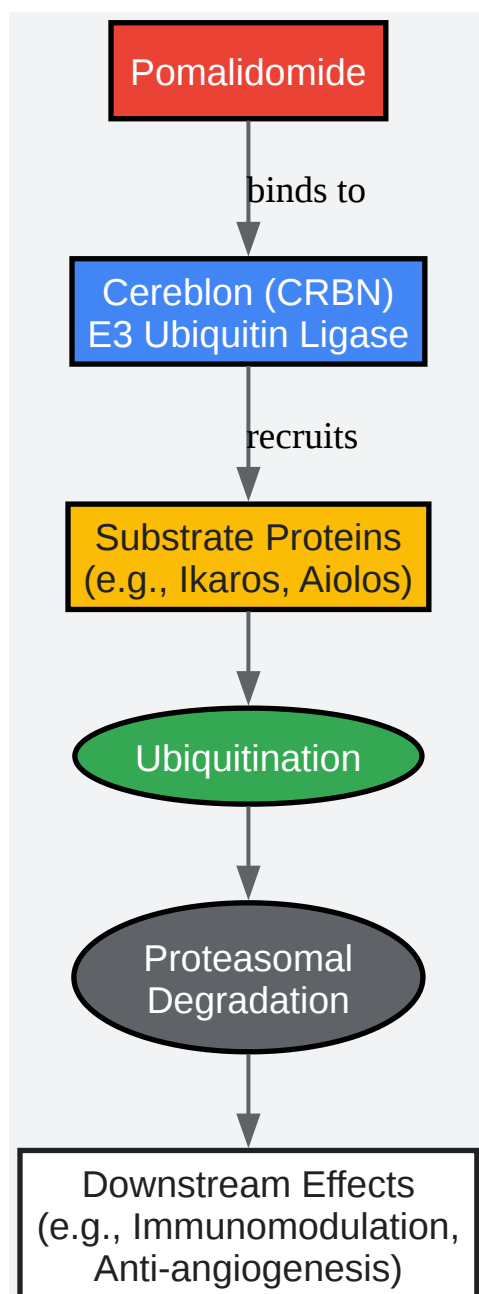 Pomalidomide
binds to
Cereblon (CRBN)
E3 Ubiquitin Ligase
recruits
Substrate Proteins
(e.g., Ikaros, Aiolos)
Ubiquitination
Proteasomal
Degradation
Downstream Effects
(e.g., Immunomodulation,
Anti-angiogenesis)